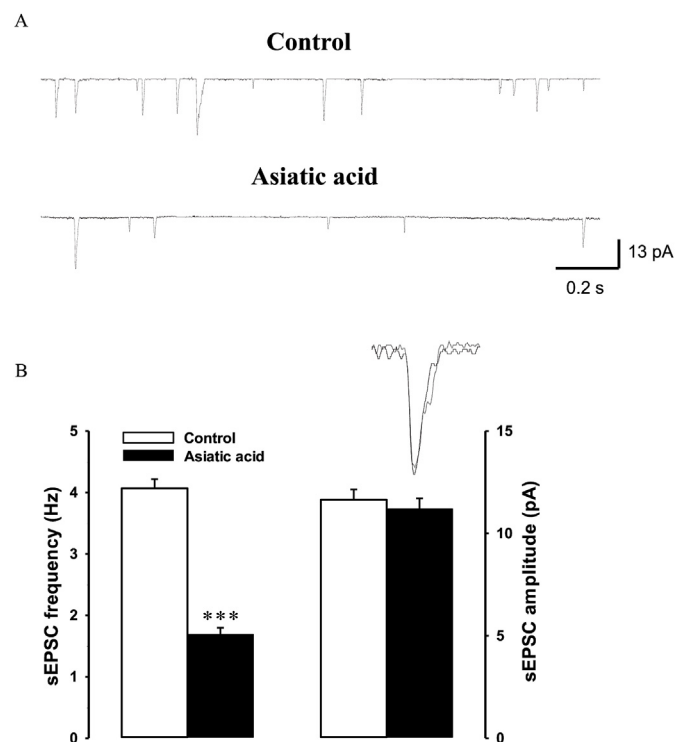 A
Control
Asiatic acid
13 pA
0.2 s
B
Control
Asiatic acid
5
4
3
2
1
0
sEPSC frequency (Hz)
***
15
10
5
0
sEPSC amplitude (pA)